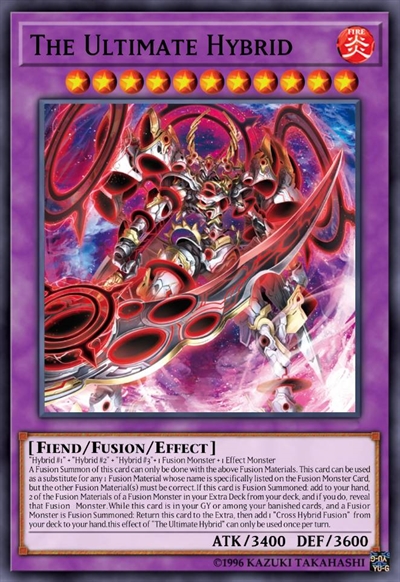 The Ultimate Hybrid
FIRE
炎
[Fiend/Fusion/Effect]
"Hybrid #1" + "Hybrid #2" + "Hybrid #3"+ 1 Fusion Monster + 1 Effect Monster
A Fusion Summon of this card can only be done with the above Fusion Materials. This card can be used
as a substitute for any 1 Fusion Material whose name is specifically listed on the Fusion Monster Card,
but the other Fusion Material(s) must be correct.If this card is Fusion Summoned: add to your hand,
2 of the Fusion Materials of a Fusion Monster in your Extra Deck from your deck, and if you do, reveal
that Fusion Monster.While this card is in your GY or among your banished cards, and a Fusion
Monster is Fusion Summoned: Return this card to the Extra, then add 1 "Cross Hybrid Fusion" from
your deck to your hand.this effect of "The Ultimate Hybrid" can only be used once per turn.
ATK/3400 DEF/3600
©1996 KAZUKI TAKAHASHI